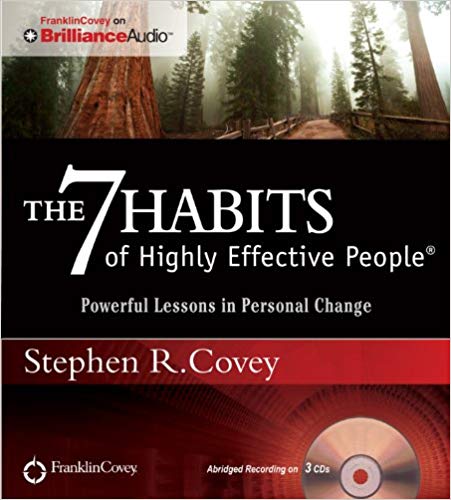 FranklinCovey on
BrillianceAudio™
THE 7 HABITS
of Highly Effective People®
Powerful Lessons in Personal Change
Stephen R. Covey
FranklinCovey.
Abridged Recording on 3 CDs